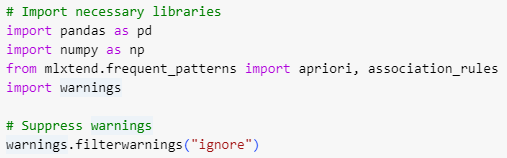 # Import necessary libraries
import pandas as pd
import numpy as np
from mlxtend.frequent_patterns import apriori, association_rules
import warnings
# Suppress warnings
warnings.filterwarnings("ignore")